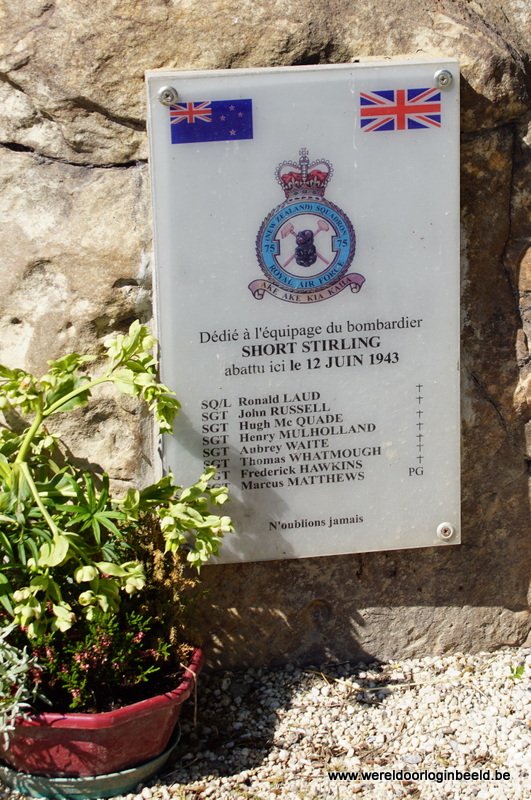 75 (NEW ZEALAND) SQUADRON 75
ROYAL AIR FORCE
AKE AKE KIA KAHA
Dédié à l'équipage du bombardier
SHORT STIRLING
abattu ici le 12 JUIN 1943
SQ/L Ronald LAUD †
SGT John RUSSELL †
SGT Hugh Mc QUADE †
SGT Henry MULHOLLAND †
SGT Aubrey WAITE †
SGT Thomas WHATMOUGH †
SGT Frederick HAWKINS †
SGT Marcus MATTHEWS PG
N'oublions jamais
www.wereldoorloginbeeld.be